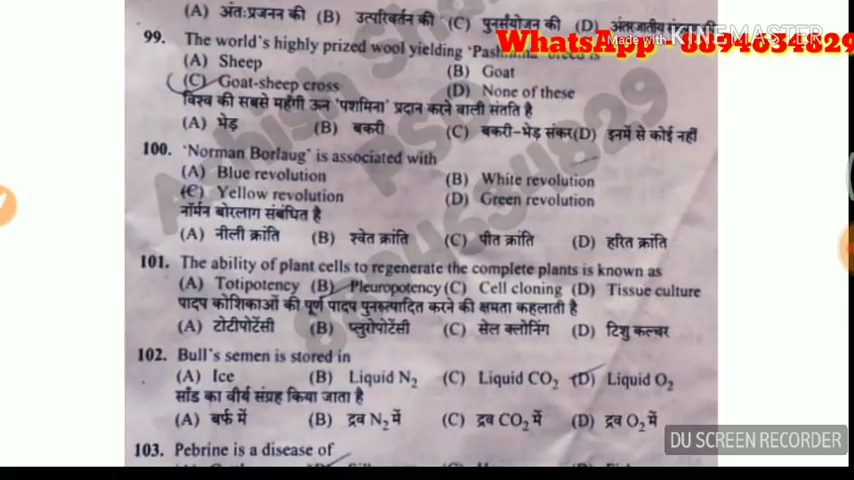 (A) अंतःप्रजनन की (B) उत्परिवर्तन की (C) पुनर्संयोजन की (D) अंतरजातीय
WhatsApp - 8894634829
Made with KINEMASTER
99. The world's highly prized wool yielding 'Pashmina' breed is
(A) Sheep (B) Goat
(C) Goat-sheep cross (D) None of these
विश्व की सबसे महँगी ऊन 'पशमिना' प्रदान करने वाली संतति है
(A) भेड़ (B) बकरी (C) बकरी-भेड़ संकर (D) इनमें से कोई नहीं
100. 'Norman Borlaug' is associated with
(A) Blue revolution (B) White revolution
(C) Yellow revolution (D) Green revolution
नॉर्मन बोरलाग संबंधित है
(A) नीली क्रांति (B) श्वेत क्रांति (C) पीत क्रांति (D) हरित क्रांति
101. The ability of plant cells to regenerate the complete plants is known as
(A) Totipotency (B) Pleuropotency (C) Cell cloning (D) Tissue culture
पादप कोशिकाओं की पूर्ण पादप पुनरुत्पादित करने की क्षमता कहलाती है
(A) टोटीपोटेंसी (B) प्लुरोपोटेंसी (C) सेल क्लोनिंग (D) टिशु कल्चर
102. Bull's semen is stored in
(A) Ice (B) Liquid N₂ (C) Liquid CO₂ (D) Liquid O₂
साँड का वीर्य संग्रह किया जाता है
(A) बर्फ में (B) द्रव N₂ में (C) द्रव CO₂ में (D) द्रव O₂ में
DU SCREEN RECORDER
103. Pebrine is a disease of
8894634829